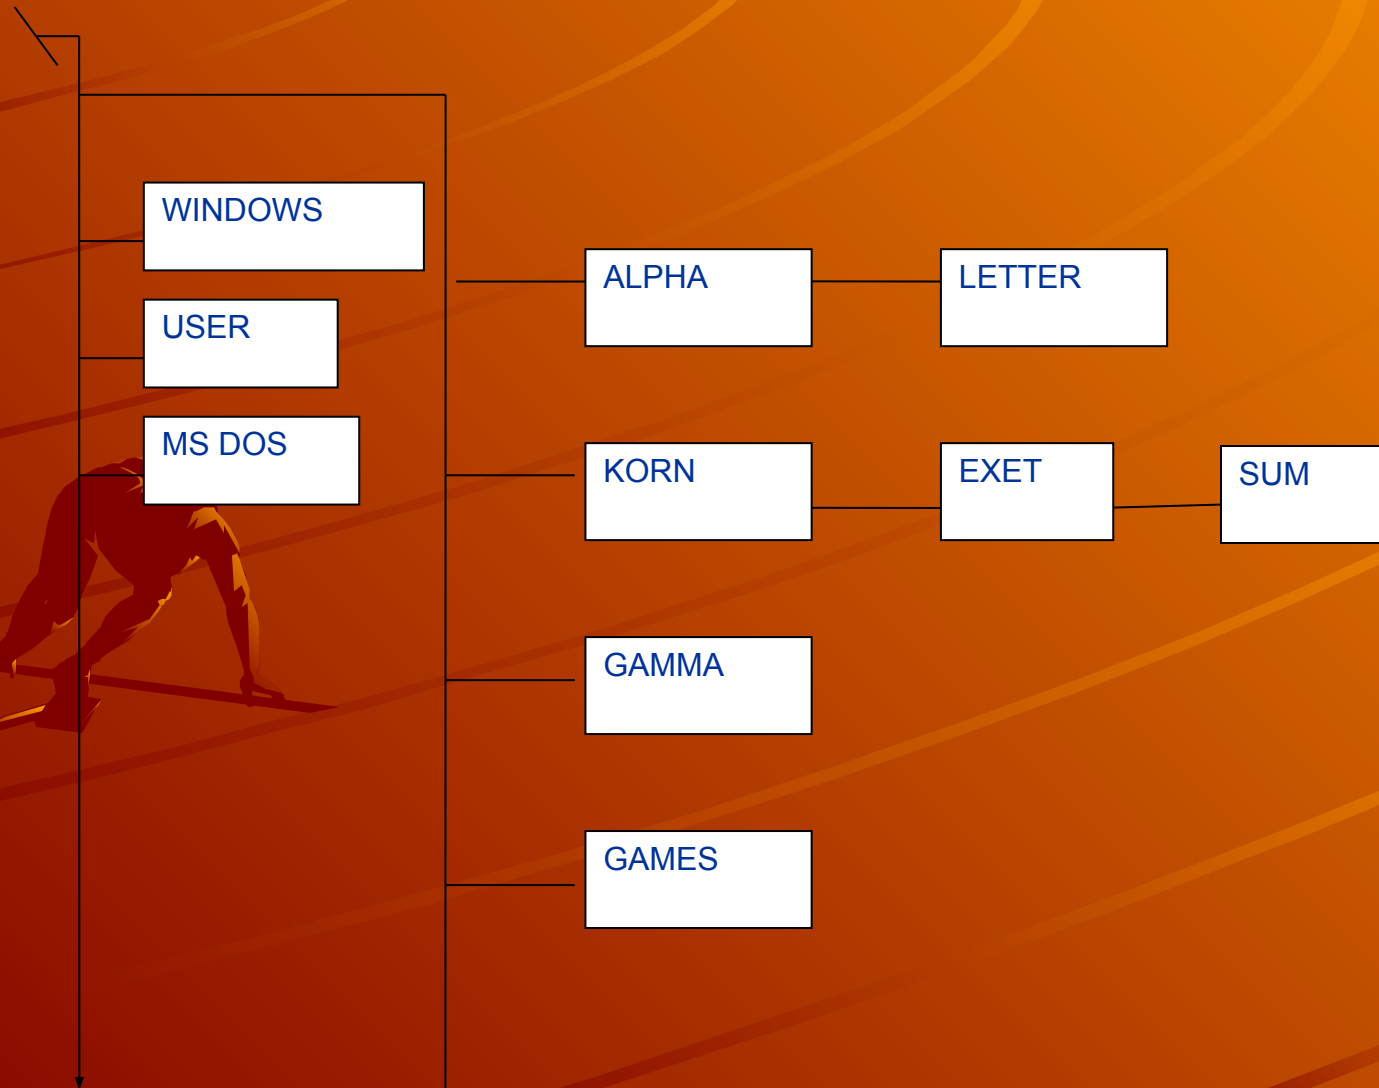 WINDOWS
USER
MS DOS
ALPHA
LETTER
KORN
EXET
SUM
GAMMA
GAMES